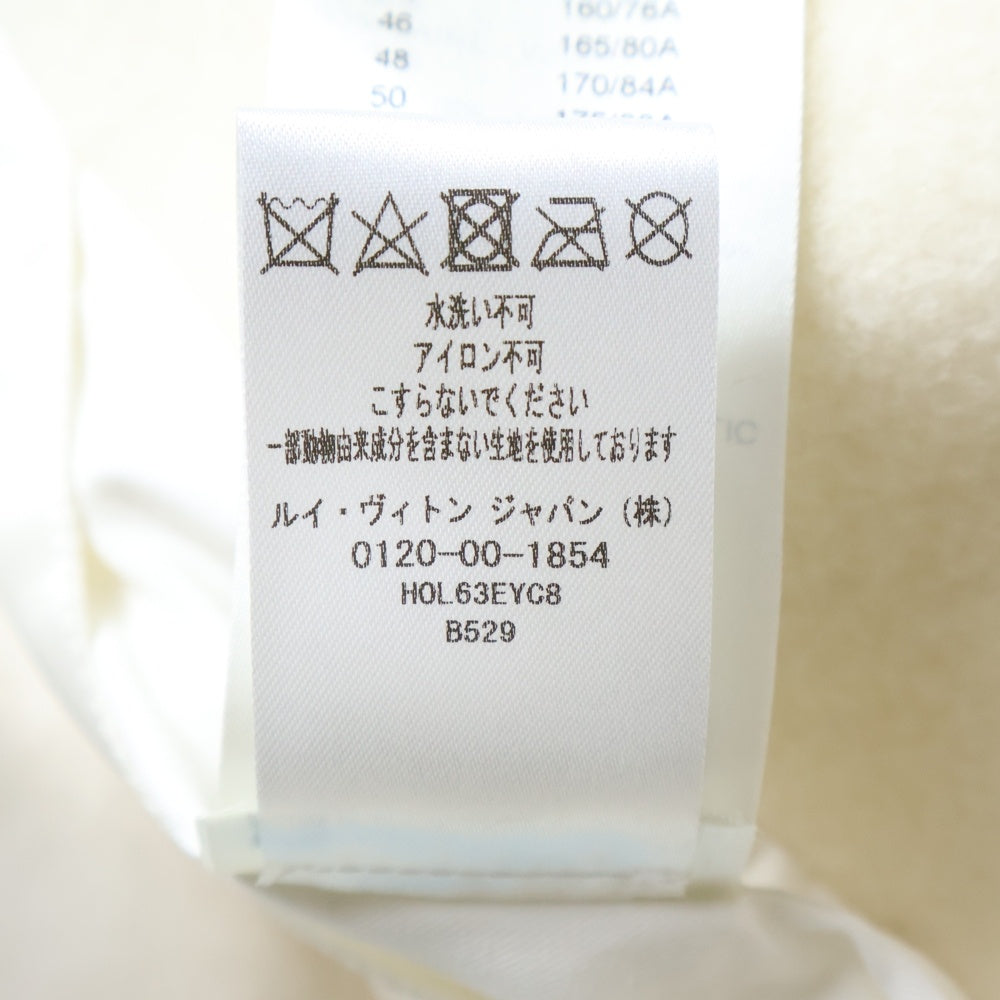 46
160/76A
48
165/80A
50
170/84A
水洗い不可
アイロン不可
こすらないでください
一部動物由来成分を含まない生地を使用しております
ルイ・ヴィトン ジャパン (株)
0120-00-1854
HOL63EYC8
B529
TIC